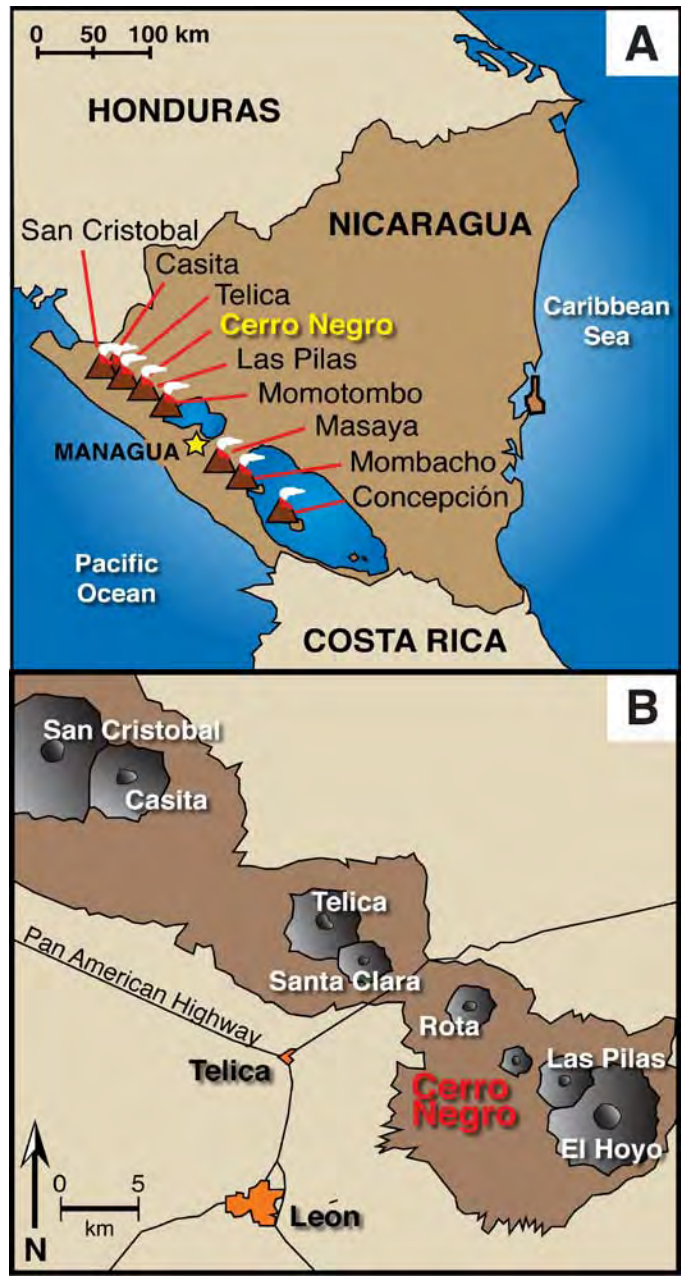 0 50 100 km
A
HONDURAS
NICARAGUA
San Cristobal
Casita
Telica
Cerro Negro
Las Pilas
Momotombo
Masaya
Mombacho
Concepción
Caribbean
Sea
MANAGUA
Pacific
Ocean
COSTA RICA
B
San Cristobal
Casita
Telica
Santa Clara
Pan American Highway
Rota
Las Pilas
Telica
Cerro
Negro
El Hoyo
0 5
km
León
N